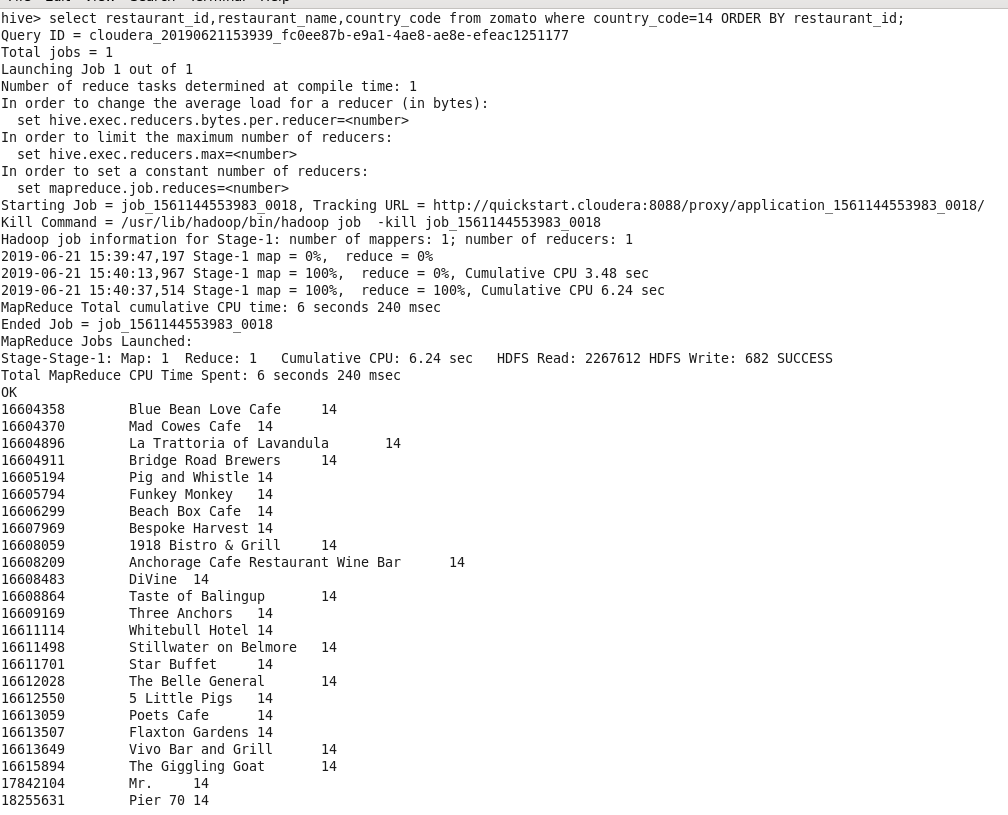 hive> select restaurant_id,restaurant_name,country_code from zomato where country_code=14 ORDER BY restaurant_id;
Query ID = cloudera_20190621153939_fc0ee87b-e9a1-4ae8-ae8e-efeac1251177
Total jobs = 1
Launching Job 1 out of 1
Number of reduce tasks determined at compile time: 1
In order to change the average load for a reducer (in bytes):
  set hive.exec.reducers.bytes.per.reducer=<number>
In order to limit the maximum number of reducers:
  set hive.exec.reducers.max=<number>
In order to set a constant number of reducers:
  set mapreduce.job.reduces=<number>
Starting Job = job_1561144553983_0018, Tracking URL = http://quickstart.cloudera:8088/proxy/application_1561144553983_0018/
Kill Command = /usr/lib/hadoop/bin/hadoop job  -kill job_1561144553983_0018
Hadoop job information for Stage-1: number of mappers: 1; number of reducers: 1
2019-06-21 15:39:47,197 Stage-1 map = 0%,  reduce = 0%
2019-06-21 15:40:13,967 Stage-1 map = 100%,  reduce = 0%, Cumulative CPU 3.48 sec
2019-06-21 15:40:37,514 Stage-1 map = 100%,  reduce = 100%, Cumulative CPU 6.24 sec
MapReduce Total cumulative CPU time: 6 seconds 240 msec
Ended Job = job_1561144553983_0018
MapReduce Jobs Launched:
Stage-Stage-1: Map: 1  Reduce: 1   Cumulative CPU: 6.24 sec   HDFS Read: 2267612 HDFS Write: 682 SUCCESS
Total MapReduce CPU Time Spent: 6 seconds 240 msec
OK
16604358	Blue Bean Love Cafe	14
16604370	Mad Cowes Cafe	14
16604896	La Trattoria of Lavandula	14
16604911	Bridge Road Brewers	14
16605194	Pig and Whistle	14
16605794	Funkey Monkey	14
16606299	Beach Box Cafe	14
16607969	Bespoke Harvest	14
16608059	1918 Bistro & Grill	14
16608209	Anchorage Cafe Restaurant Wine Bar	14
16608483	DiVine	14
16608864	Taste of Balingup	14
16609169	Three Anchors	14
16611114	Whitebull Hotel	14
16611498	Stillwater on Belmore	14
16611701	Star Buffet	14
16612028	The Belle General	14
16612550	5 Little Pigs	14
16613059	Poets Cafe	14
16613507	Flaxton Gardens	14
16613649	Vivo Bar and Grill	14
16615894	The Giggling Goat	14
17842104	Mr.	14
18255631	Pier 70	14